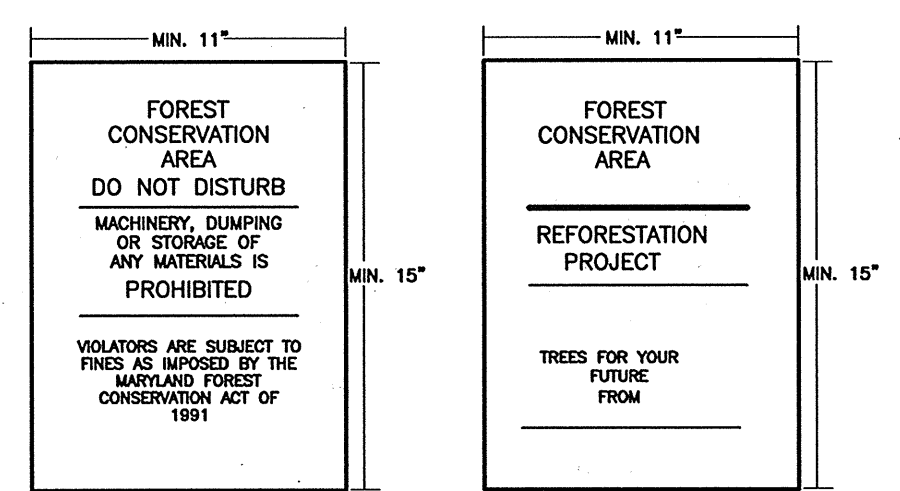 MIN. 11"
FOREST
CONSERVATION
AREA
DO NOT DISTURB
MACHINERY, DUMPING
OR STORAGE OF
ANY MATERIALS IS
PROHIBITED
VIOLATORS ARE SUBJECT TO
FINES AS IMPOSED BY THE
MARYLAND FOREST
CONSERVATION ACT OF
1991
MIN. 15"
MIN. 11"
FOREST
CONSERVATION
AREA
REFORESTATION
PROJECT
TREES FOR YOUR
FUTURE
FROM
MIN. 15"